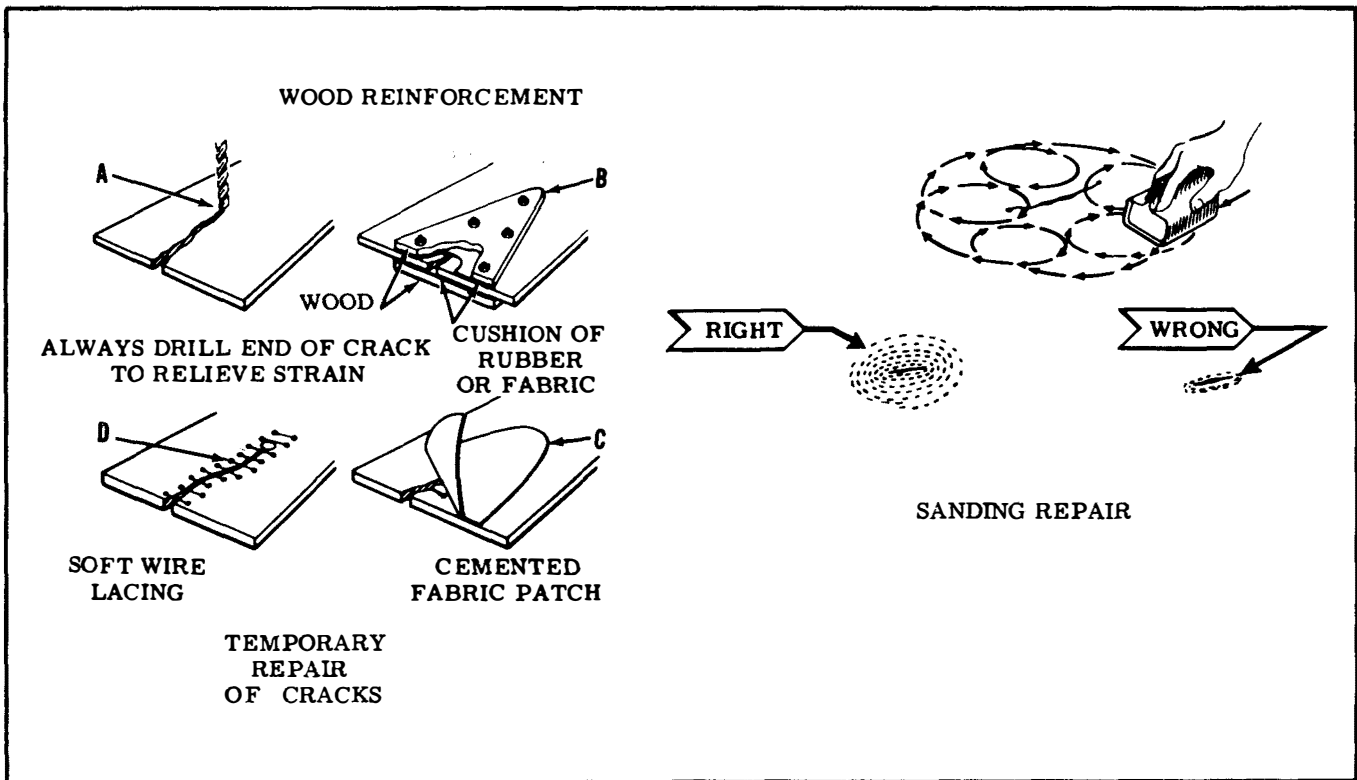 WOOD REINFORCEMENT
A
B
WOOD
CUSHION OF
RUBBER
OR FABRIC
ALWAYS DRILL END OF CRACK
TO RELIEVE STRAIN
D
C
SOFT WIRE
LACING
CEMENTED
FABRIC PATCH
TEMPORARY
REPAIR
OF CRACKS
RIGHT
WRONG
SANDING REPAIR